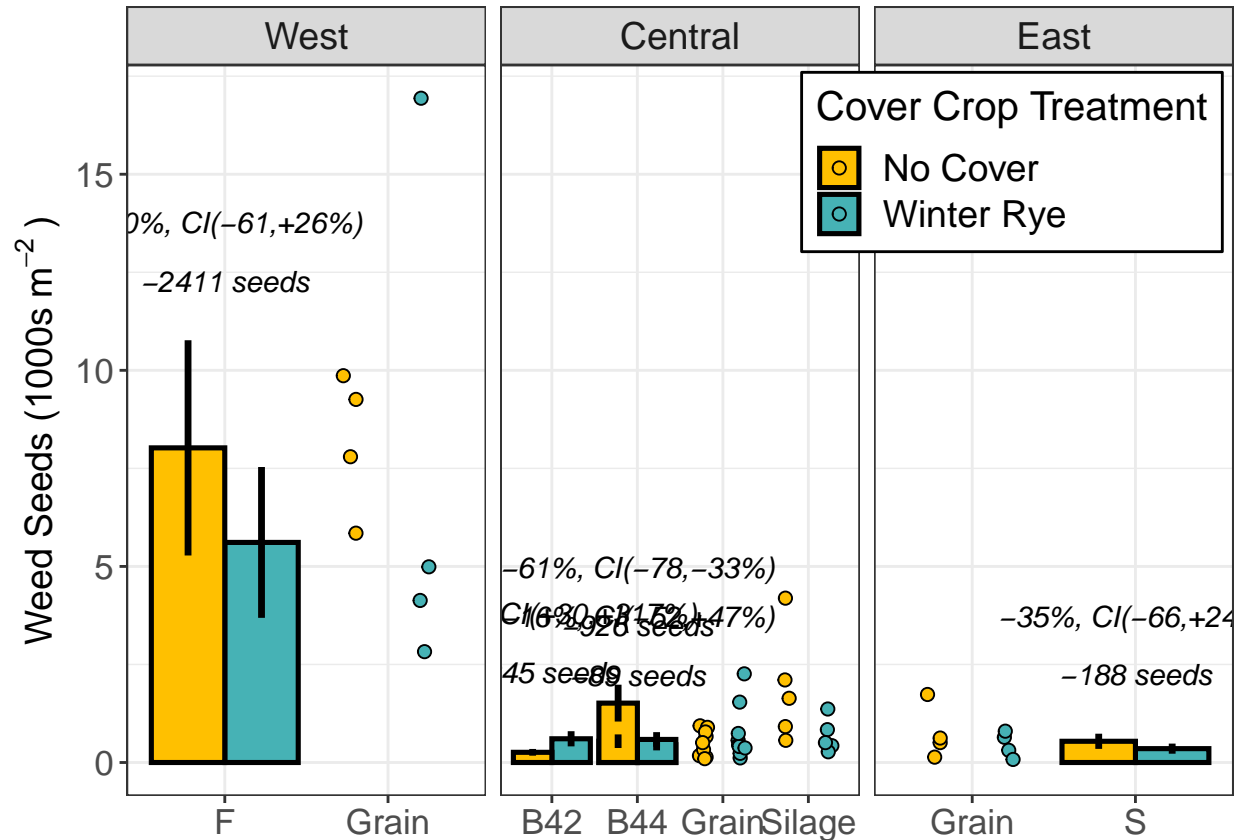 West
Central
East
Cover Crop Treatment
No Cover
Winter Rye
Weed Seeds (1000s m−2 )
15
10
5
0
0%, CI(−61,+26%)
−2411 seeds
−61%, CI(−78,−33%)
−926 seeds
45 seeds
−89 seeds
−35%, CI(−66,+24
−188 seeds
F
Grain
B42
B44
Grain
Silage
Grain
S